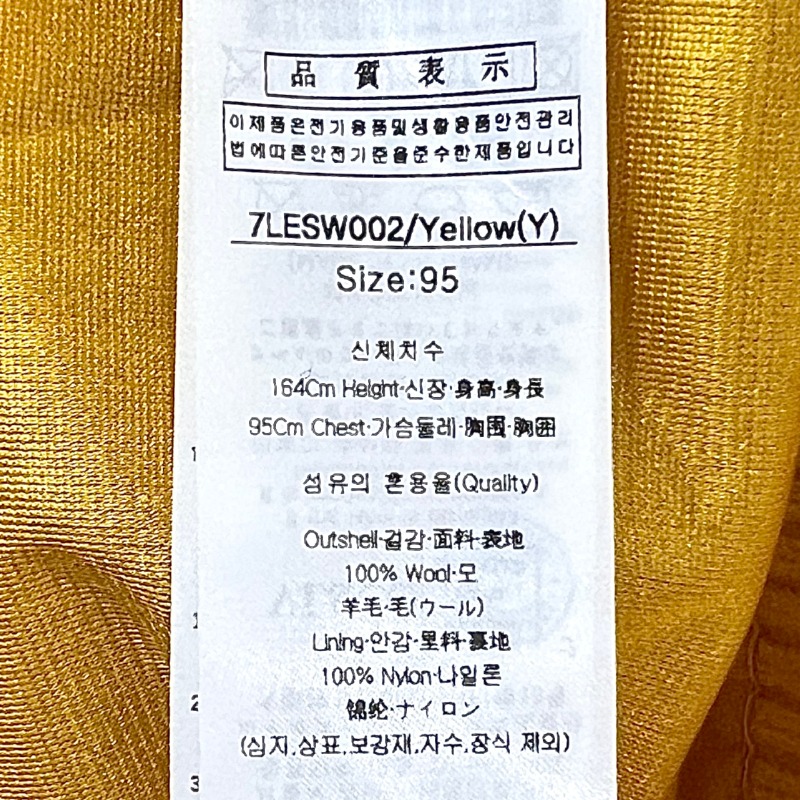 品質表示
이제품은전기용품및생활용품안전관리
법에따른안전기준을준수한제품입니다
7LESW002/Yellow(Y)
Size:95
신체치수
164Cm Height·신장·身高·身長
95Cm Chest·가슴둘레·胸围·胸囲
섬유의 혼용율(Quality)
Outshell·겉감·面料·表地
100% Wool·모
羊毛·毛(ウール)
Lining·안감·里料·裏地
100% Nylon·나일론
锦纶·ナイロン
(심지,상표,보강재,자수,장식 제외)